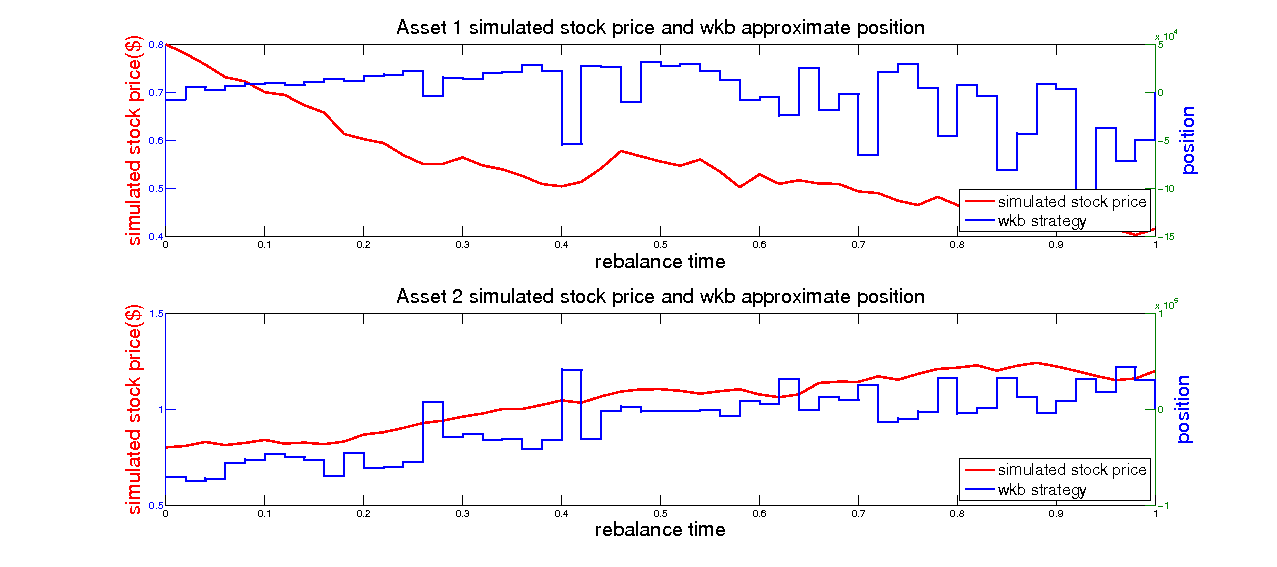 Asset 1 simulated stock price and wkb approximate position
x 10^4
simulated stock price($)
0.8
0.7
0.6
0.5
0.4
5
0
-5
-10
-15
position
simulated stock price
wkb strategy
0 0.1 0.2 0.3 0.4 0.5 0.6 0.7 0.8 0.9 1
rebalance time
Asset 2 simulated stock price and wkb approximate position
simulated stock price($)
1.5
1
0.5
1
0
-1
position
simulated stock price
wkb strategy
0 0.1 0.2 0.3 0.4 0.5 0.6 0.7 0.8 0.9 1
rebalance time